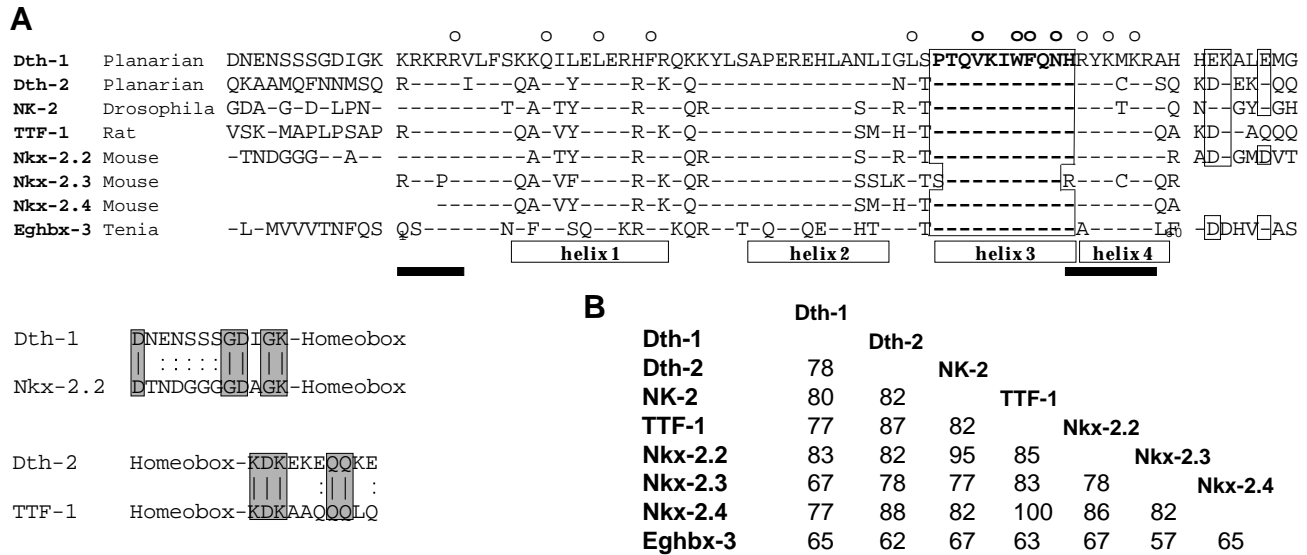 A
Dth-1 Planarian DNENSSSGDIGK KRKRRVLFSKKQILELERHFRQKKYLSAPEREHLANLIGLSPTQVKIWFQNHRYKMKRAH HEKALEMG
Dth-2 Planarian QKAAMQFNNMSQ R----I---QA-TY---R-K-Q---------------N-T---------------C-SQ KD-EK-QQ
NK-2 Drosophila GDA-G-D-LPN- --------T-A-TY---R-K-QR-----------S--R-T---------------T--Q N--GY-GH
TTF-1 Rat VSK-MAPLPSAP R--------QA-VY---R-K-QR-----------SM-H-T-----------------QA KD--AQQQ
Nkx-2.2 Mouse -TNDGGG--A-- ----------A-TY---R-K-QR-----------S--R-T-----------------R AD-GMDVT
Nkx-2.3 Mouse R--P-----QA-VF---R-K-QR-----------SSLK-TS---------R---C--QR
Nkx-2.4 Mouse ------QA-VY---R-K-QR-----------SM-H-T------------------QA
Eghbx-3 Tenia -L-MVVVTNFQS QS------N-F--SQ--KR--KQR---T-Q--QE--HT---T-----------A-----LF -DDHV-AS
1 60
helix1 helix2 helix3 helix4
Dth-1 DNENSSSGDIGK-Homeobox
| :::::|| ||
Nkx-2.2 DTNDGGGGDAGK-Homeobox
Dth-2 Homeobox-KDKEKEQQKE
||| :|| :
TTF-1 Homeobox-KDKAAQQQLQ
B
Dth-1
Dth-1 Dth-2
Dth-2 78 NK-2
NK-2 80 82 TTF-1
TTF-1 77 87 82 Nkx-2.2
Nkx-2.2 83 82 95 85 Nkx-2.3
Nkx-2.3 67 78 77 83 78 Nkx-2.4
Nkx-2.4 77 88 82 100 86 82
Eghbx-3 65 62 67 63 67 57 65